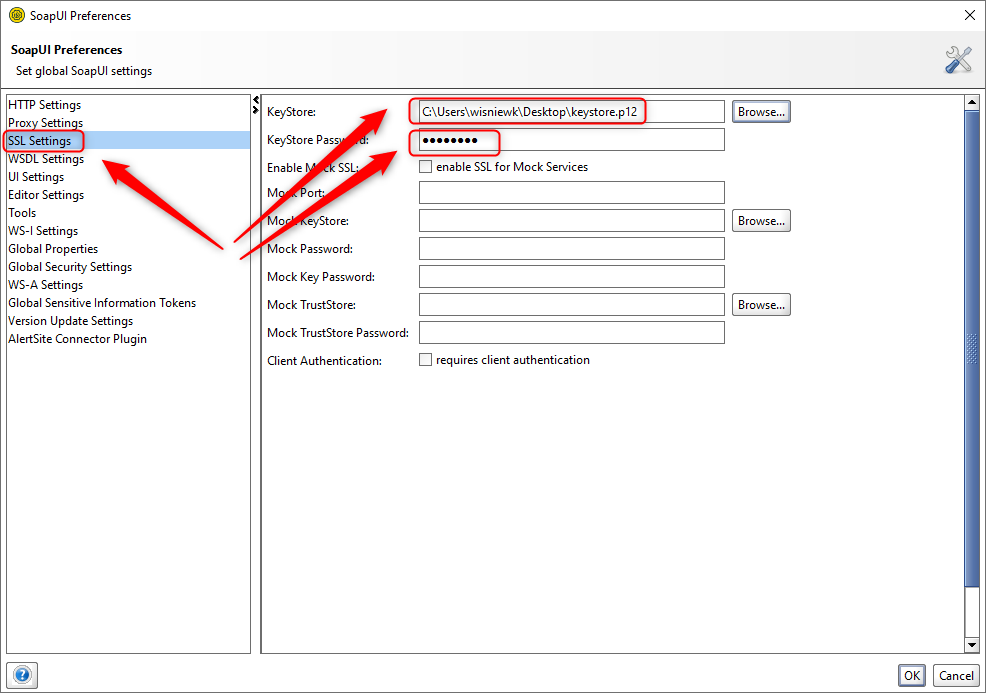 SoapUI Preferences
SoapUI Preferences
Set global SoapUI settings
HTTP Settings
Proxy Settings
SSL Settings
WSDL Settings
UI Settings
Editor Settings
Tools
WS-I Settings
Global Properties
Global Security Settings
WS-A Settings
Global Sensitive Information Tokens
Version Update Settings
AlertSite Connector Plugin
KeyStore: C:\Users\wisniewk\Desktop\keystore.p12 Browse...
KeyStore Password: ●●●●●●●●
Enable Mock SSL: enable SSL for Mock Services
Mock Port:
Mock KeyStore: Browse...
Mock Password:
Mock Key Password:
Mock TrustStore: Browse...
Mock TrustStore Password:
Client Authentication: requires client authentication
OK Cancel